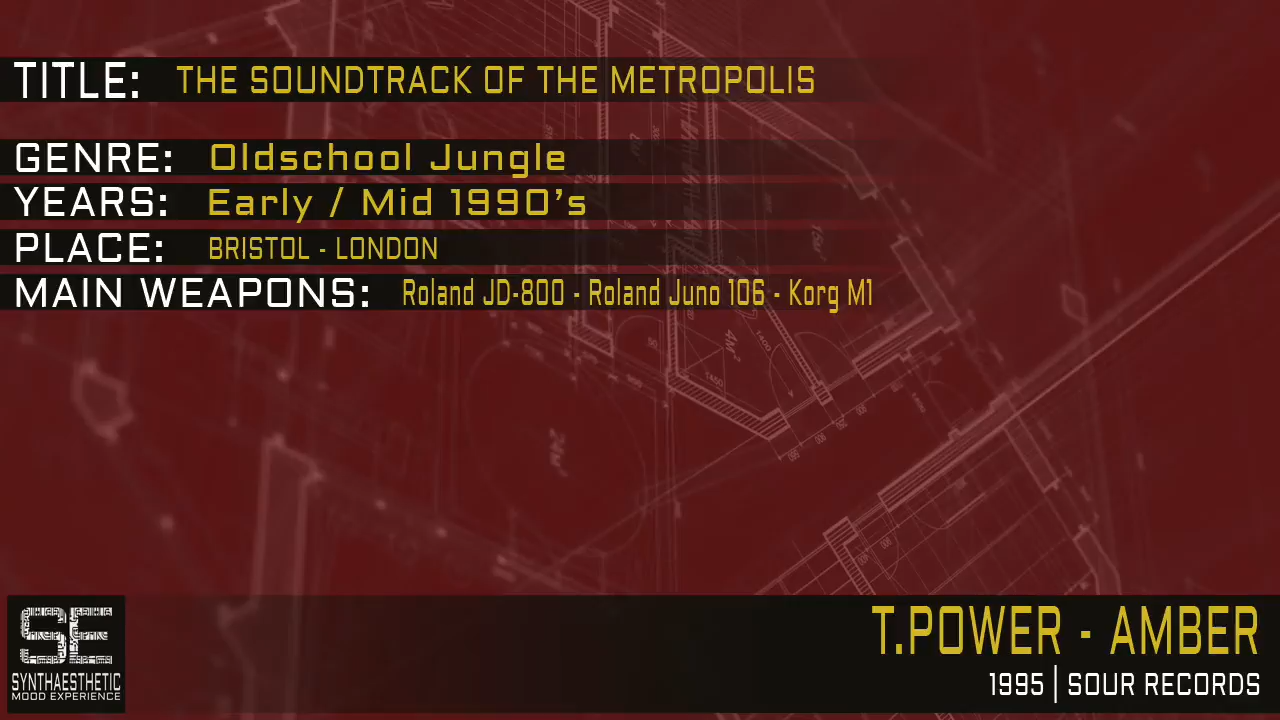 TITLE: THE SOUNDTRACK OF THE METROPOLIS
GENRE: Oldschool Jungle
YEARS: Early / Mid 1990's
PLACE: BRISTOL - LONDON
MAIN WEAPONS: Roland JD-800 - Roland Juno 106 - Korg M1
T.POWER - AMBER
1995 | SOUR RECORDS
SE
SYNTHAESTHETIC
MOOD EXPERIENCE